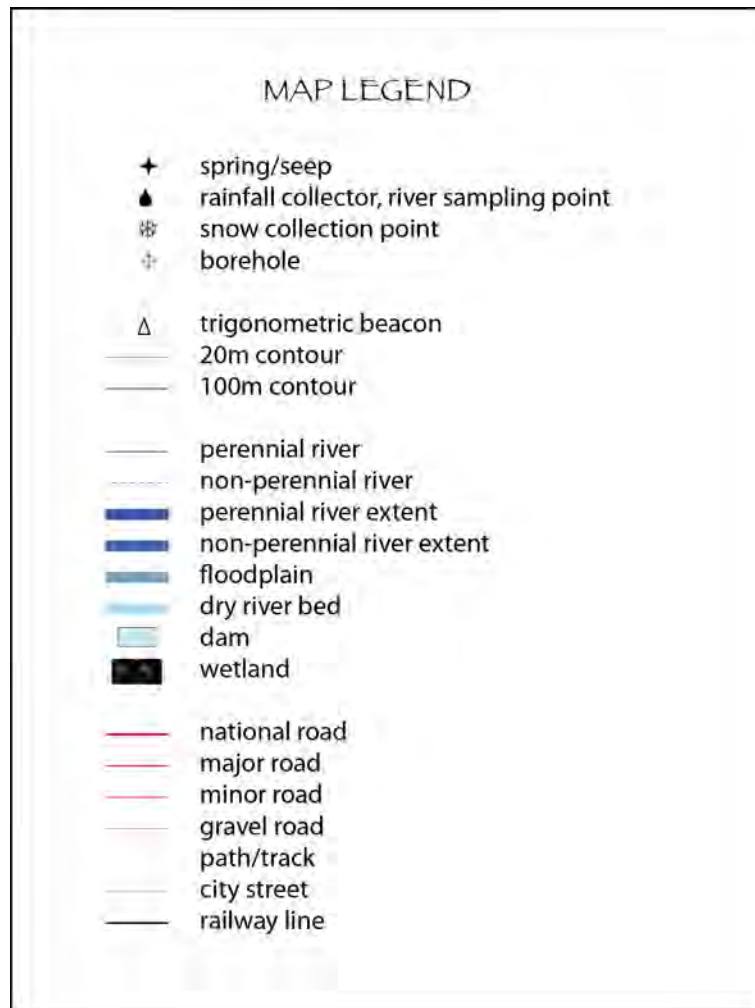 MAP LEGEND
spring/seep
rainfall collector, river sampling point
snow collection point
borehole
trigonometric beacon
20m contour
100m contour
perennial river
non-perennial river
perennial river extent
non-perennial river extent
floodplain
dry river bed
dam
wetland
national road
major road
minor road
gravel road
path/track
city street
railway line